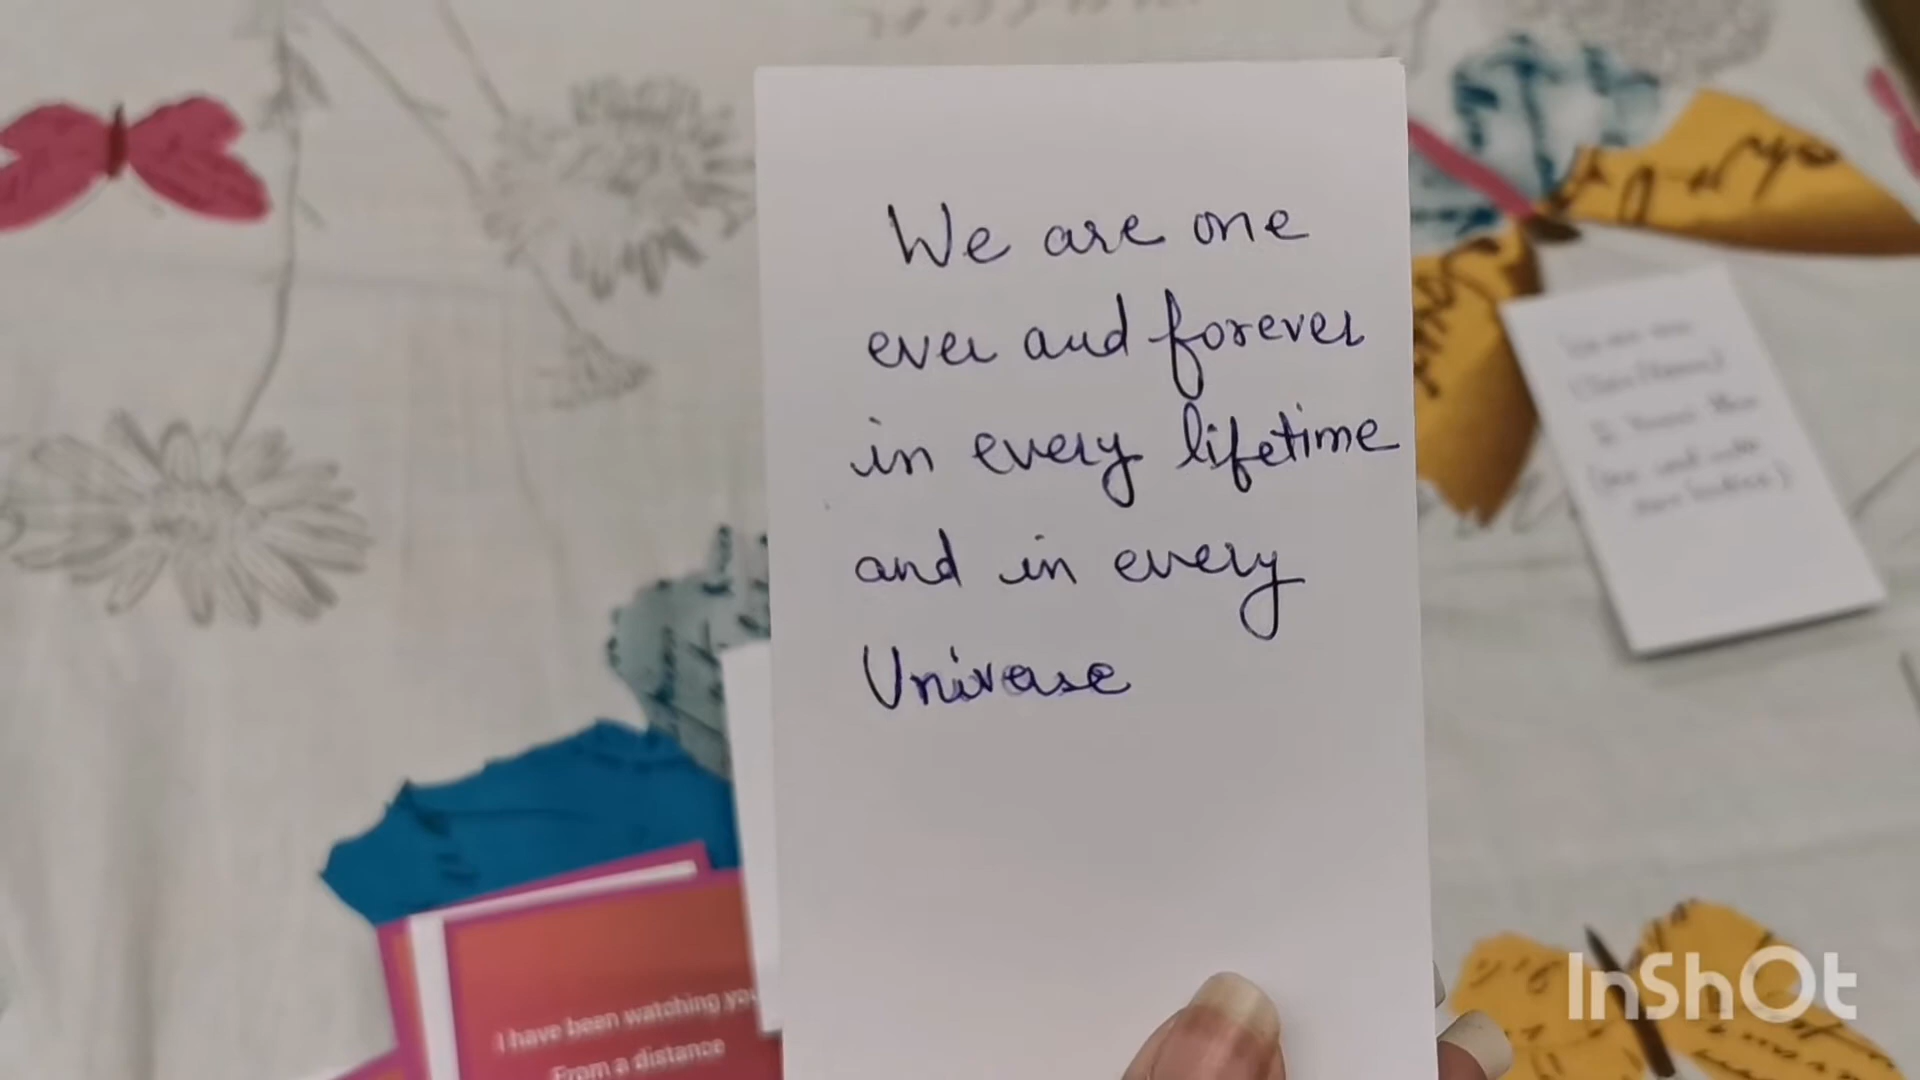 We are one
ever and forever
in every lifetime
and in every
Universe
I have been watching you
From a distance
InShOt